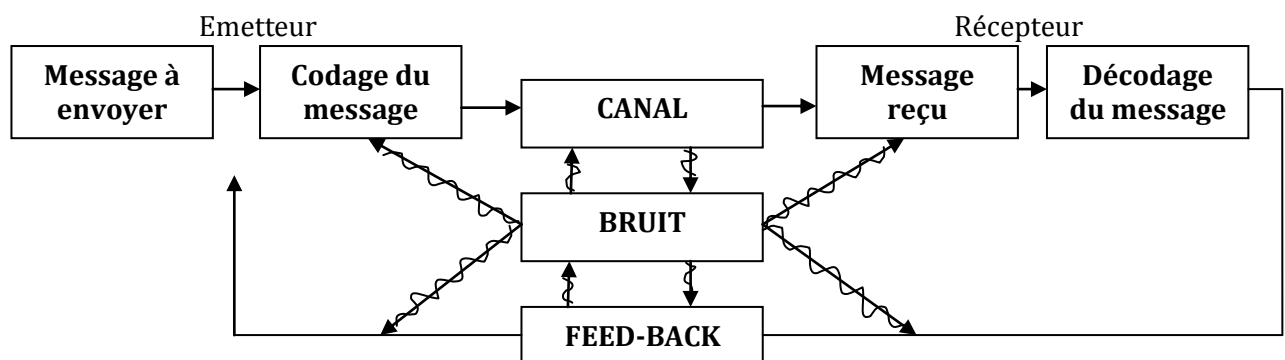 Emetteur
Récepteur
Message à
envoyer
Codage du
message
CANAL
Message
reçu
Décodage
du message
BRUIT
FEED-BACK